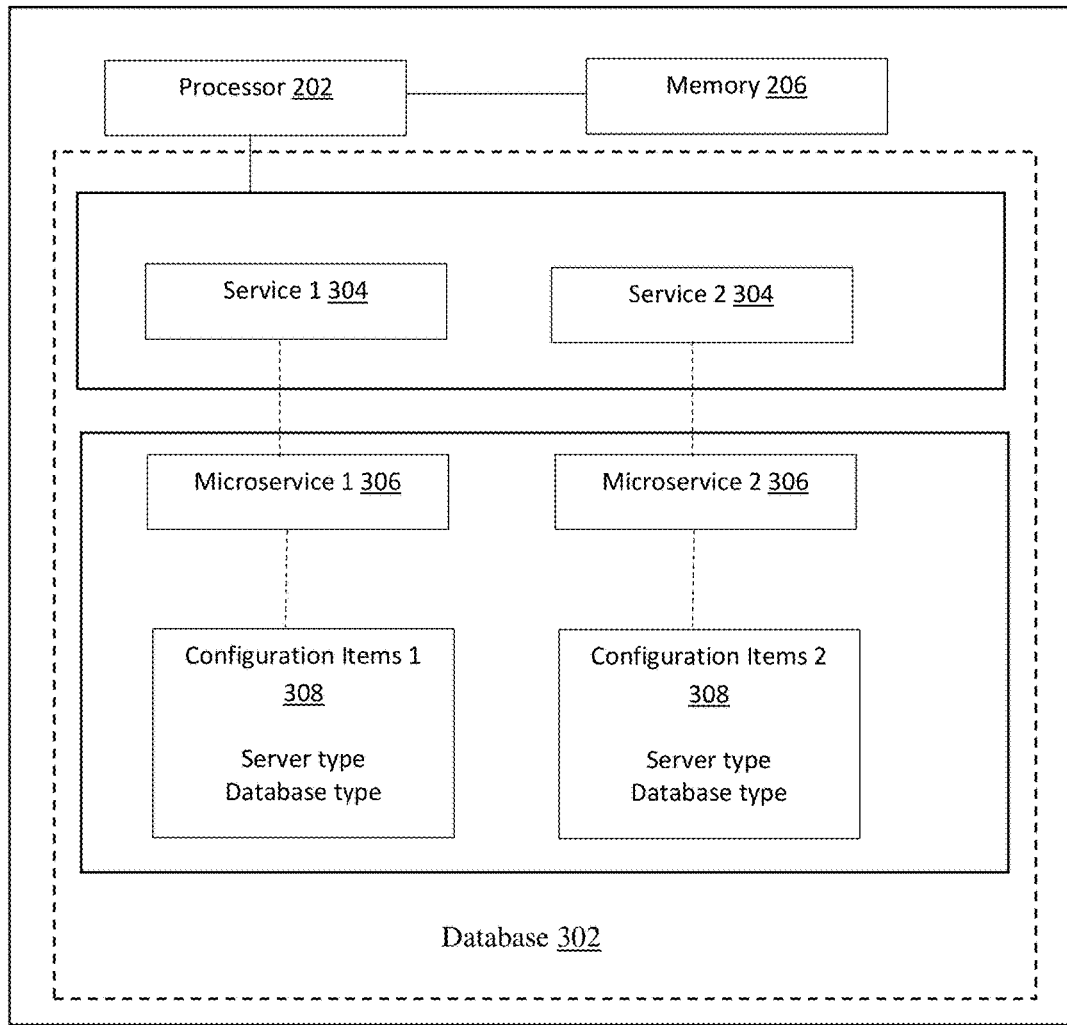 Processor 202
Memory 206
Service 1 304
Service 2 304
Microservice 1 306
Microservice 2 306
Configuration Items 1
308
Server type
Database type
Configuration Items 2
308
Server type
Database type
Database 302